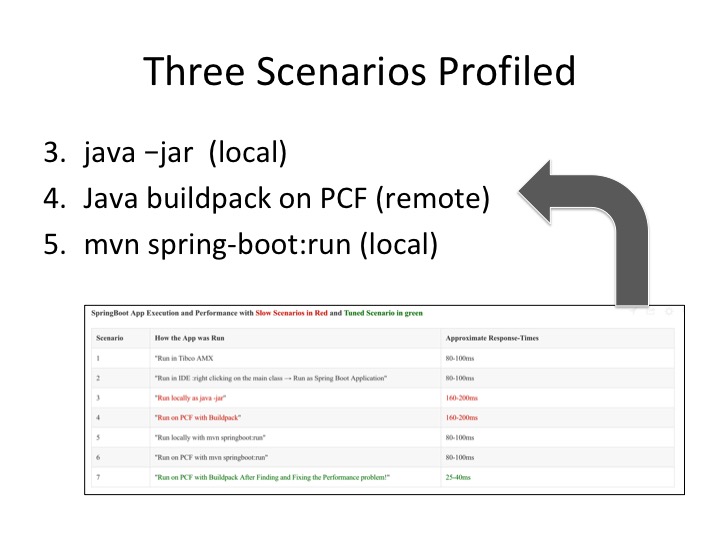 Three Scenarios Profiled
3. java –jar (local)
4. Java buildpack on PCF (remote)
5. mvn spring-boot:run (local)
SpringBoot App Execution and Performance with Slow Scenarios in Red and Tuned Scenario in green
Scenario How the App was Run Approximate Response-Times
1 "Run in Tibco AMX 80-100ms
2 "Run in IDE :right clicking on the main class → Run as Spring Boot Application" 80-100ms
3 "Run locally as java -jar" 160-200ms
4 "Run on PCF with Buildpack" 160-200ms
5 "Run locally with mvn springboot:run" 80-100ms
6 "Run on PCF with mvn springboot:run" 80-100ms
7 "Run on PCF with Buildpack After Finding and Fixing the Performance problem!" 25-40ms